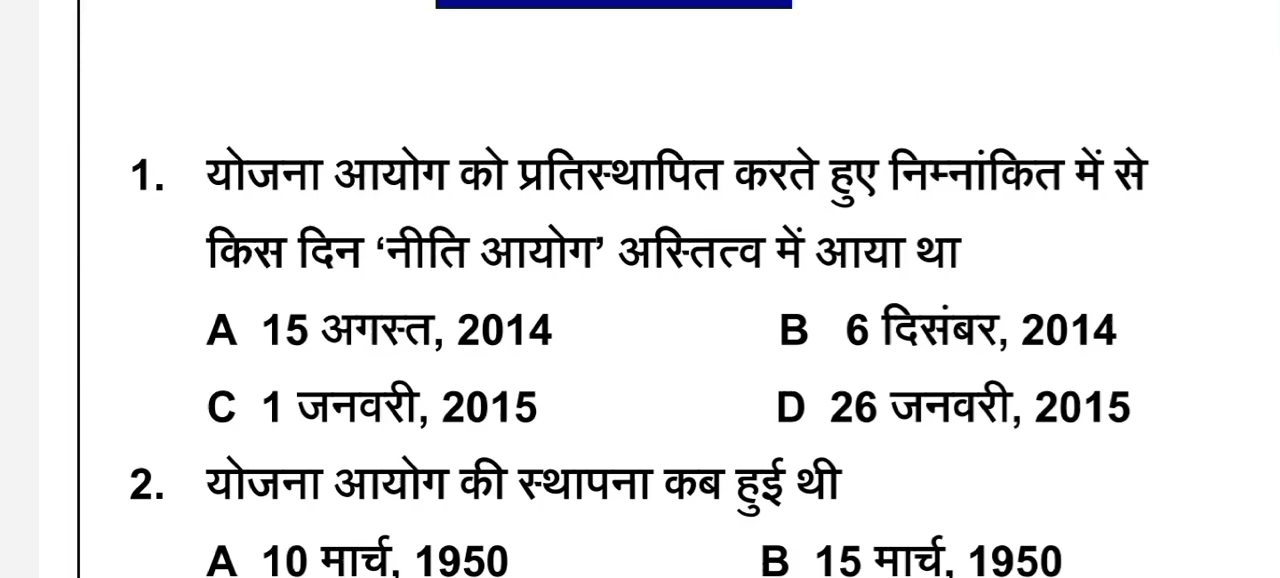 1. योजना आयोग को प्रतिस्थापित करते हुए निम्नांकित में से
किस दिन ‘नीति आयोग’ अस्तित्व में आया था
A 15 अगस्त, 2014 B 6 दिसंबर, 2014
C 1 जनवरी, 2015 D 26 जनवरी, 2015
2. योजना आयोग की स्थापना कब हुई थी
A 10 मार्च, 1950 B 15 मार्च, 1950